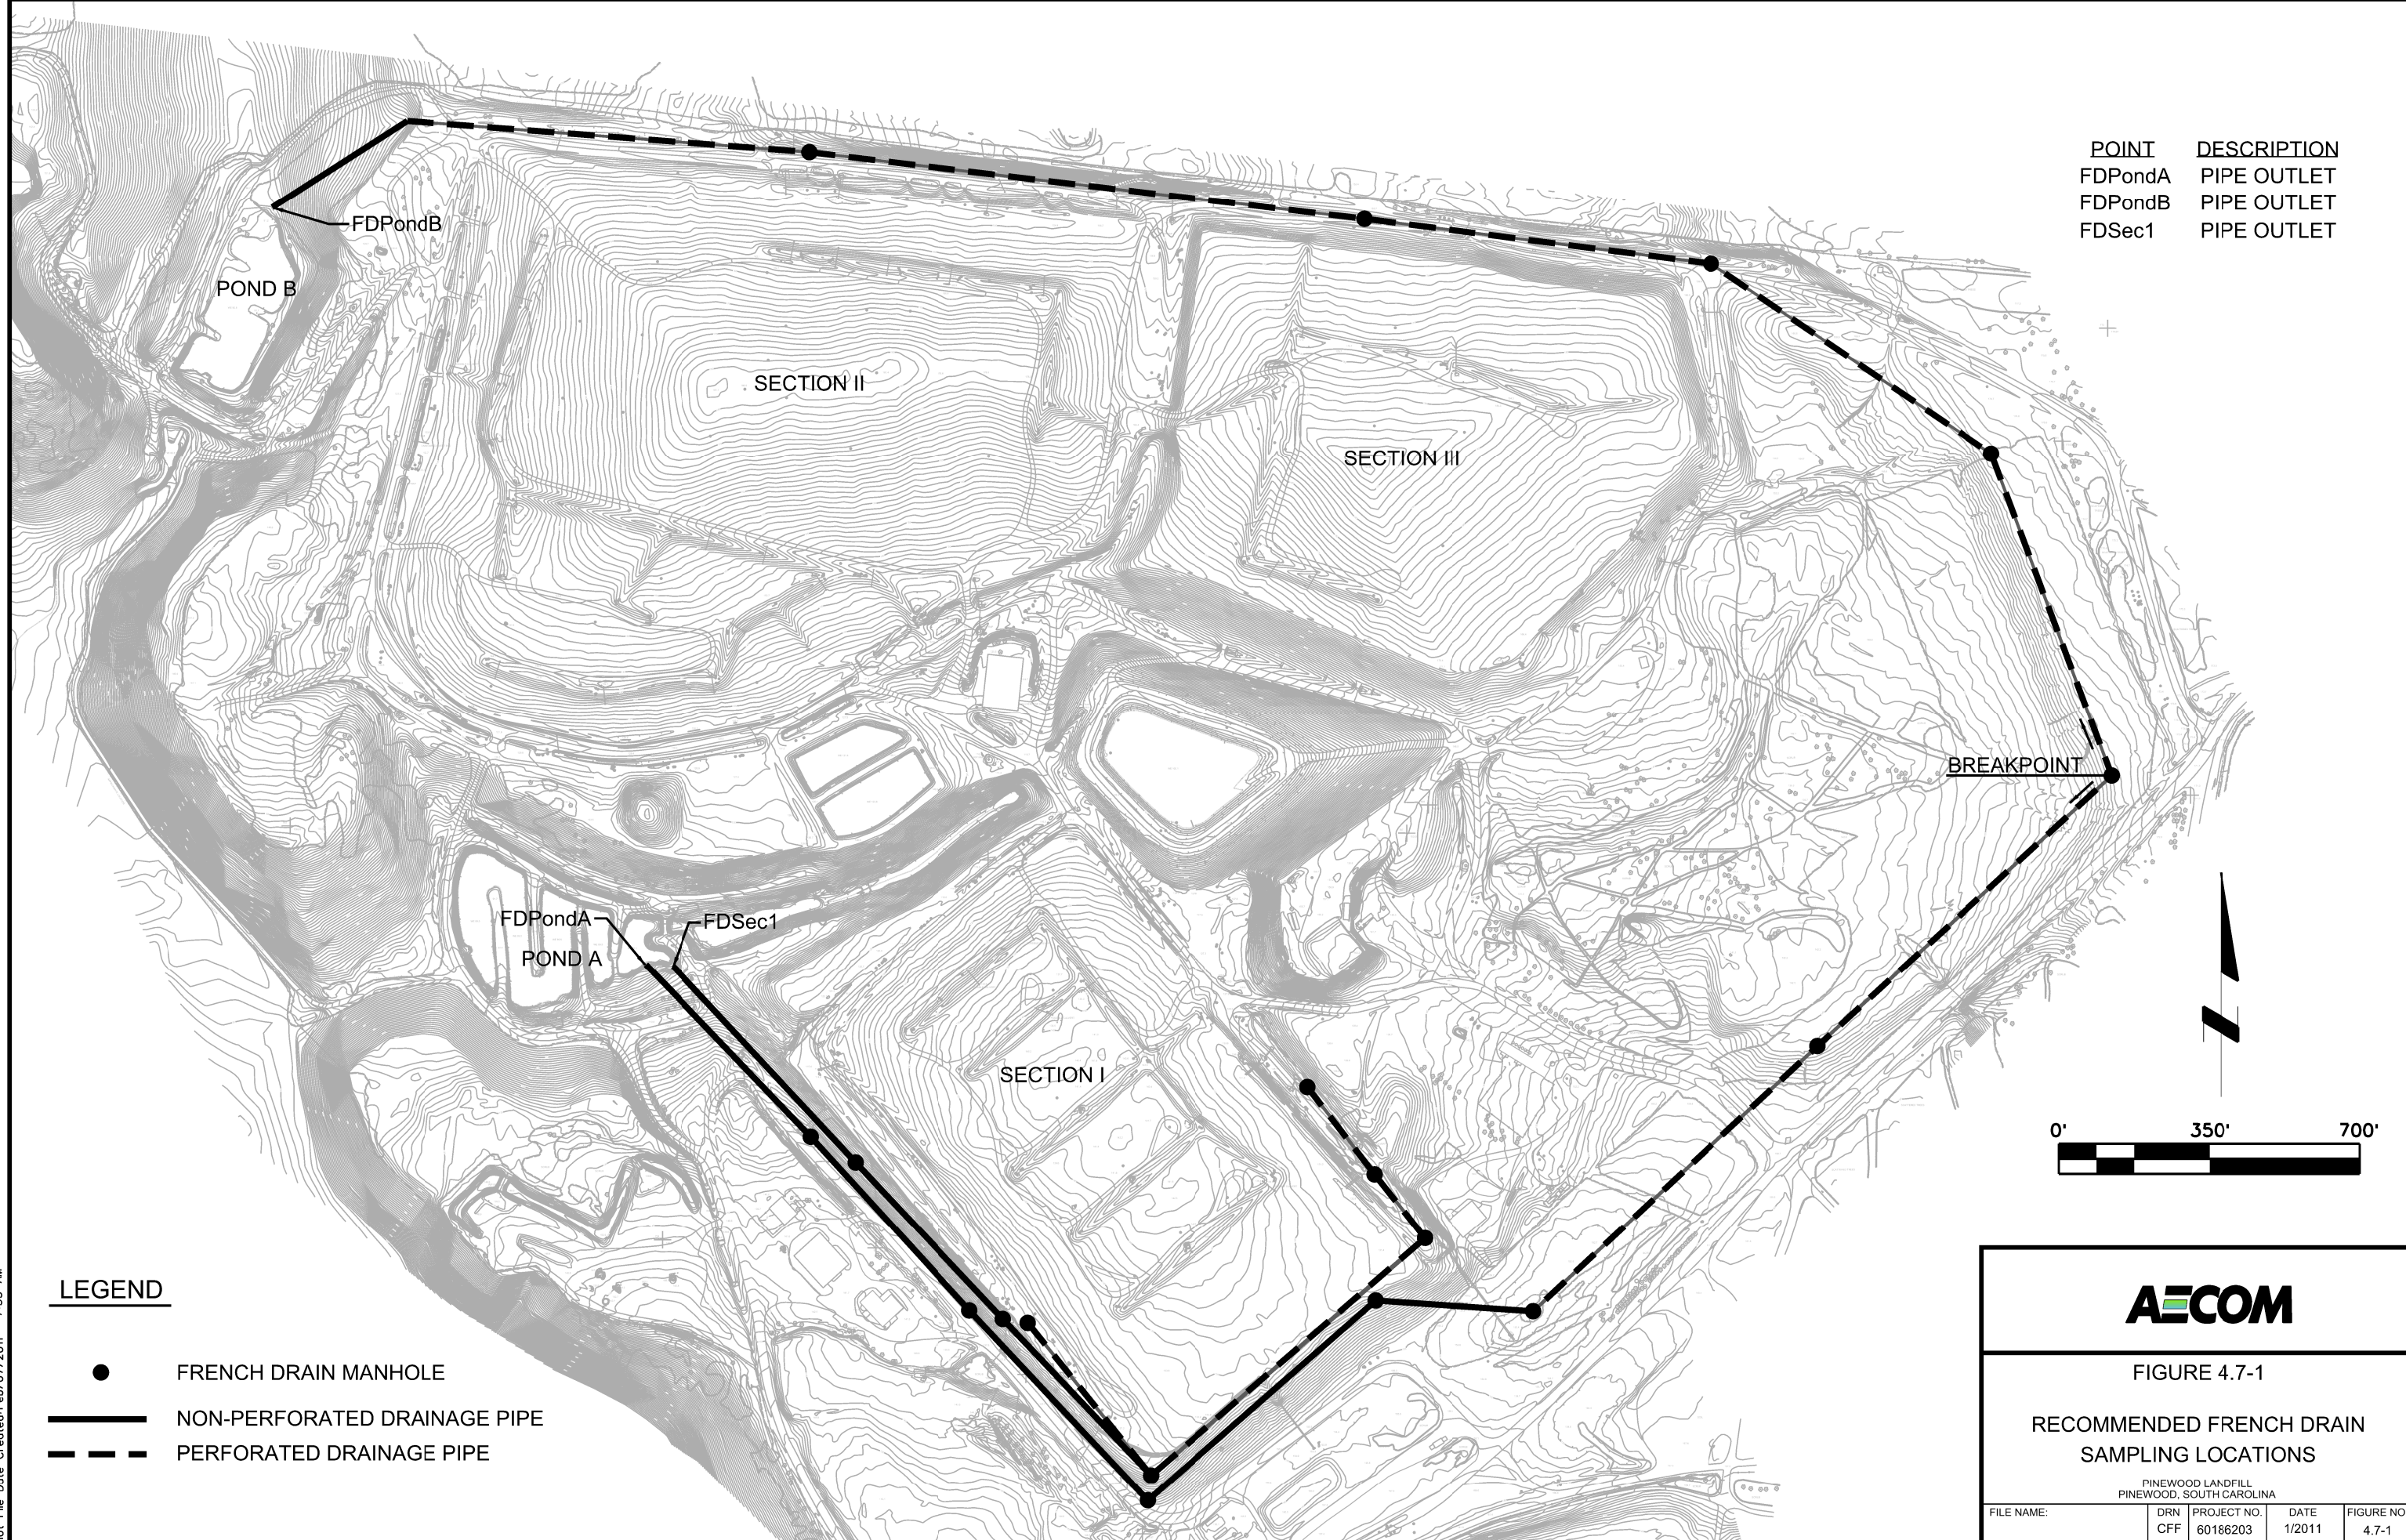 POINT DESCRIPTION
FDPondA PIPE OUTLET
FDPondB PIPE OUTLET
FDSec1 PIPE OUTLET
FDPondB
POND B
SECTION II
SECTION III
BREAKPOINT
FDPondA
FDSec1
POND A
SECTION I
0' 350' 700'
LEGEND
FRENCH DRAIN MANHOLE
NON-PERFORATED DRAINAGE PIPE
PERFORATED DRAINAGE PIPE
AECOM
FIGURE 4.7-1
RECOMMENDED FRENCH DRAIN
SAMPLING LOCATIONS
PINEWOOD LANDFILL
PINEWOOD, SOUTH CAROLINA
FILE NAME: DRN PROJECT NO. DATE FIGURE NO
CFF 60186203 1/2011 4.7-1